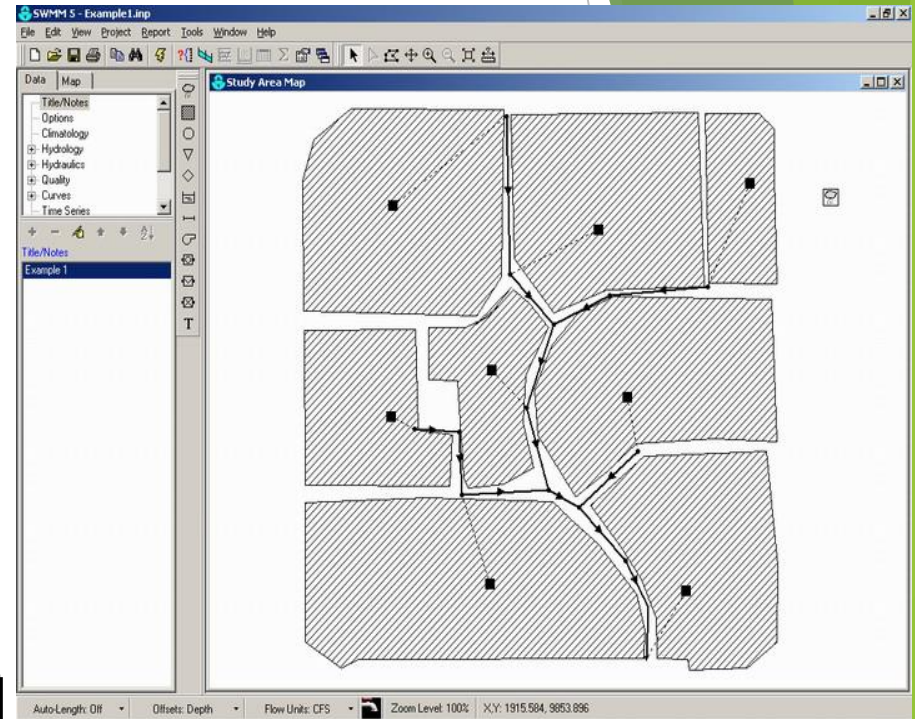 SWMM 5 - Example1.inp
File Edit View Project Report Tools Window Help
Data Map
Title/Notes
Options
Climatology
Hydrology
Hydraulics
Quality
Curves
Time Series
Title/Notes
Example 1
T
Study Area Map
Auto-Length: Off Offsets: Depth Flow Units: CFS Zoom Level: 100% X,Y: 1915.584, 9853.896